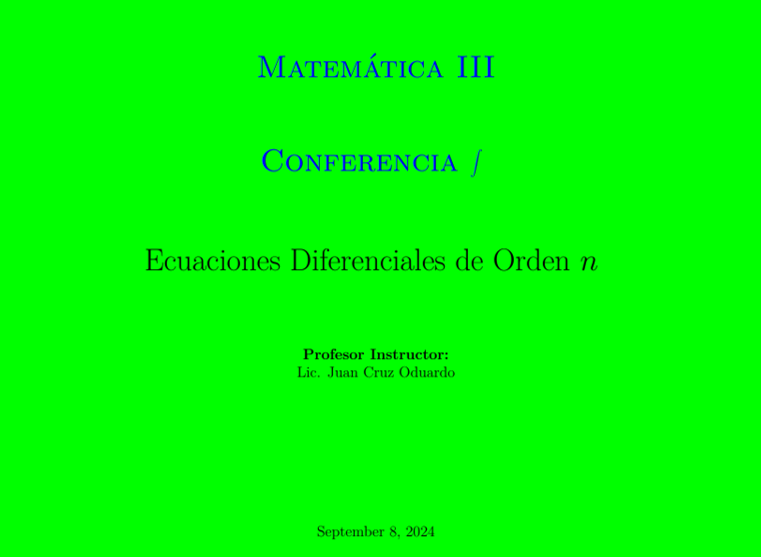 Matemática III
Conferencia ∫
Ecuaciones Diferenciales de Orden n
Profesor Instructor:
Lic. Juan Cruz Oduardo
September 8, 2024